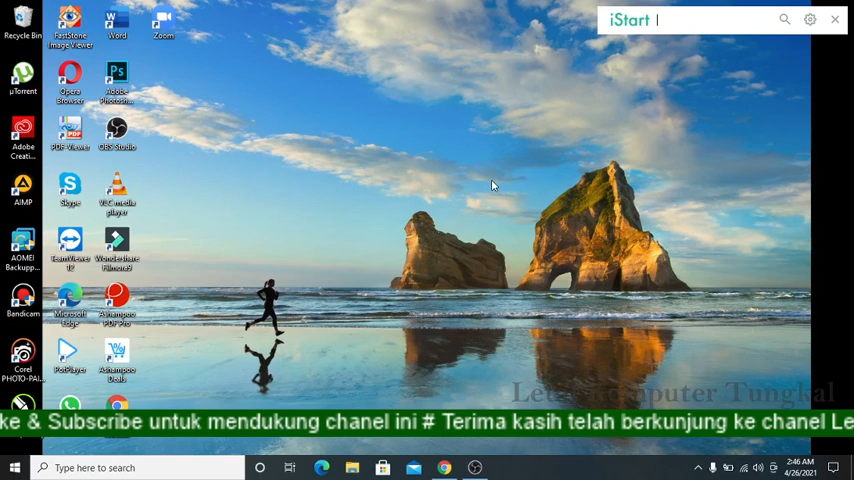 iStart
Recycle Bin
FastStone
Image Viewer
Word
Zoom
µTorrent
Opera
Browser
Adobe
Photosh...
Adobe
Creati...
PDF-Viewer
OBS Studio
AIMP
Skype
VLC media
player
AOMEI
Backupp...
TeamViewer
12
Wondershare
Filmora9
Bandicam
Microsoft
Edge
Ashampoo
PDF Pro
Corel
PHOTO-PAI...
PotPlayer
Ashampoo
Deals
Tungkal
ke & Subscribe untuk mendukung chanel ini # Terima kasih telah berkunjung ke chanel Le
Type here to search
2:46 AM
4/26/2021